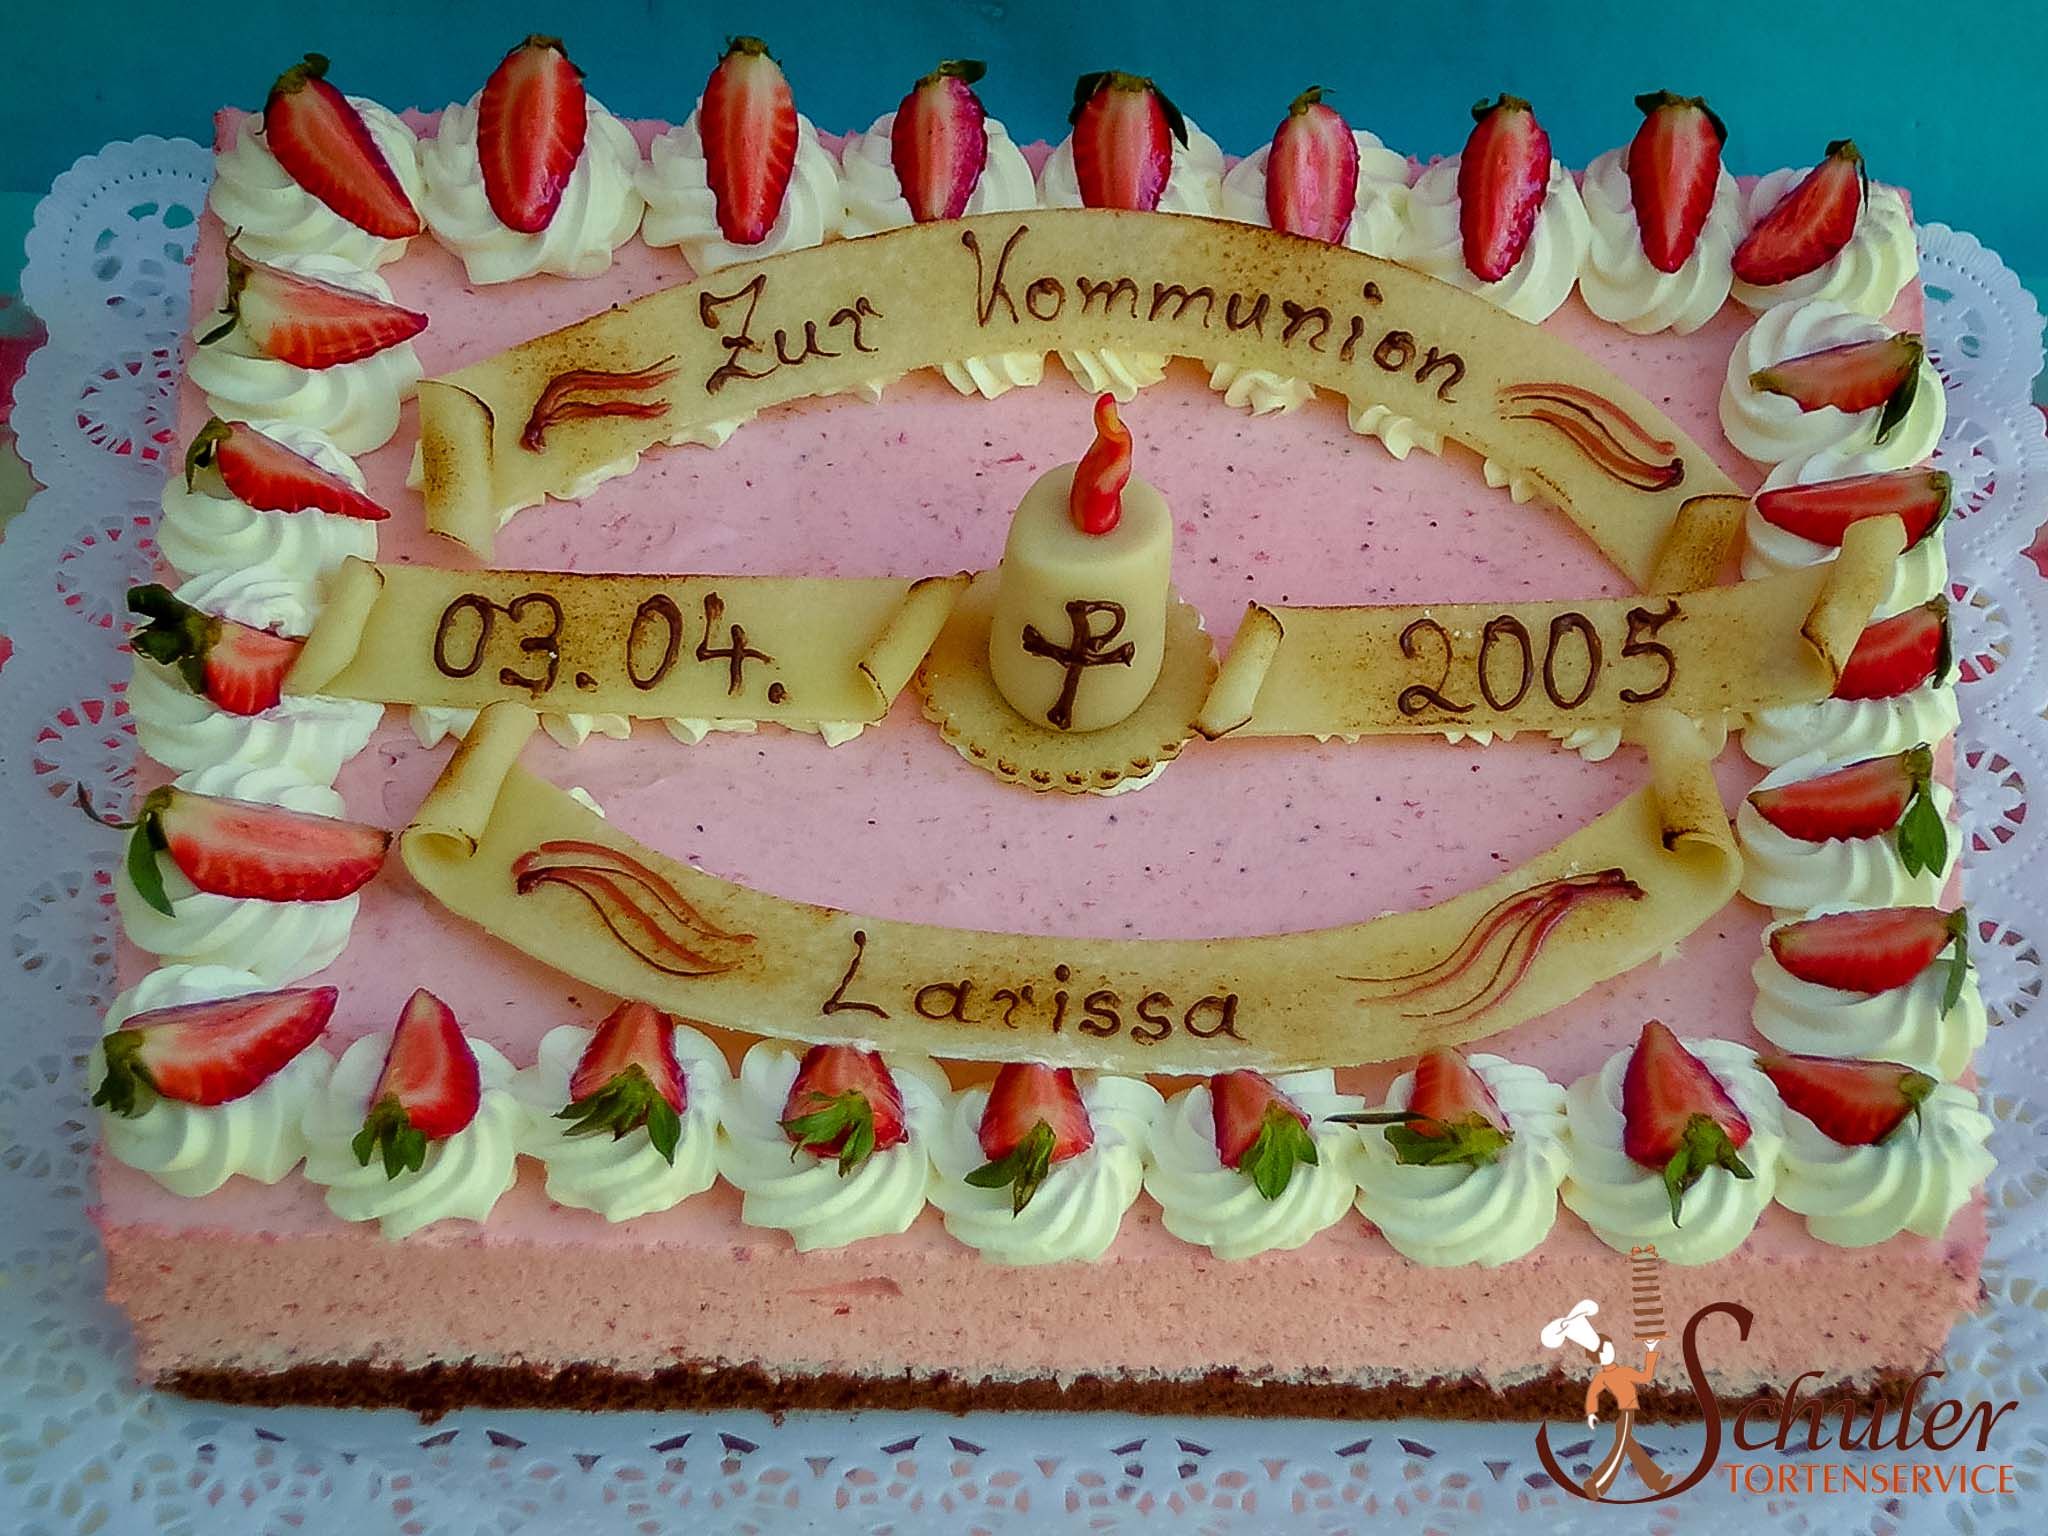 Zur Kommunion
03.04. 2005
Larissa
Schuler
TORTENSERVICE